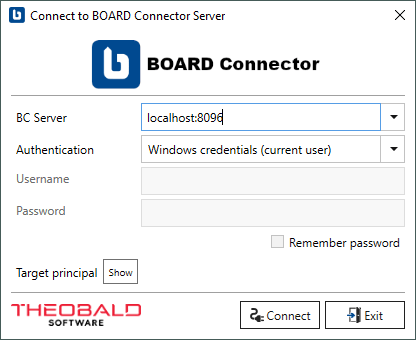 Connect to BOARD Connector Server
BOARD Connector
BC Server localhost:8096
Authentication Windows credentials (current user)
Username
Password
Remember password
Target principal Show
THEOBALD
SOFTWARE
Connect Exit